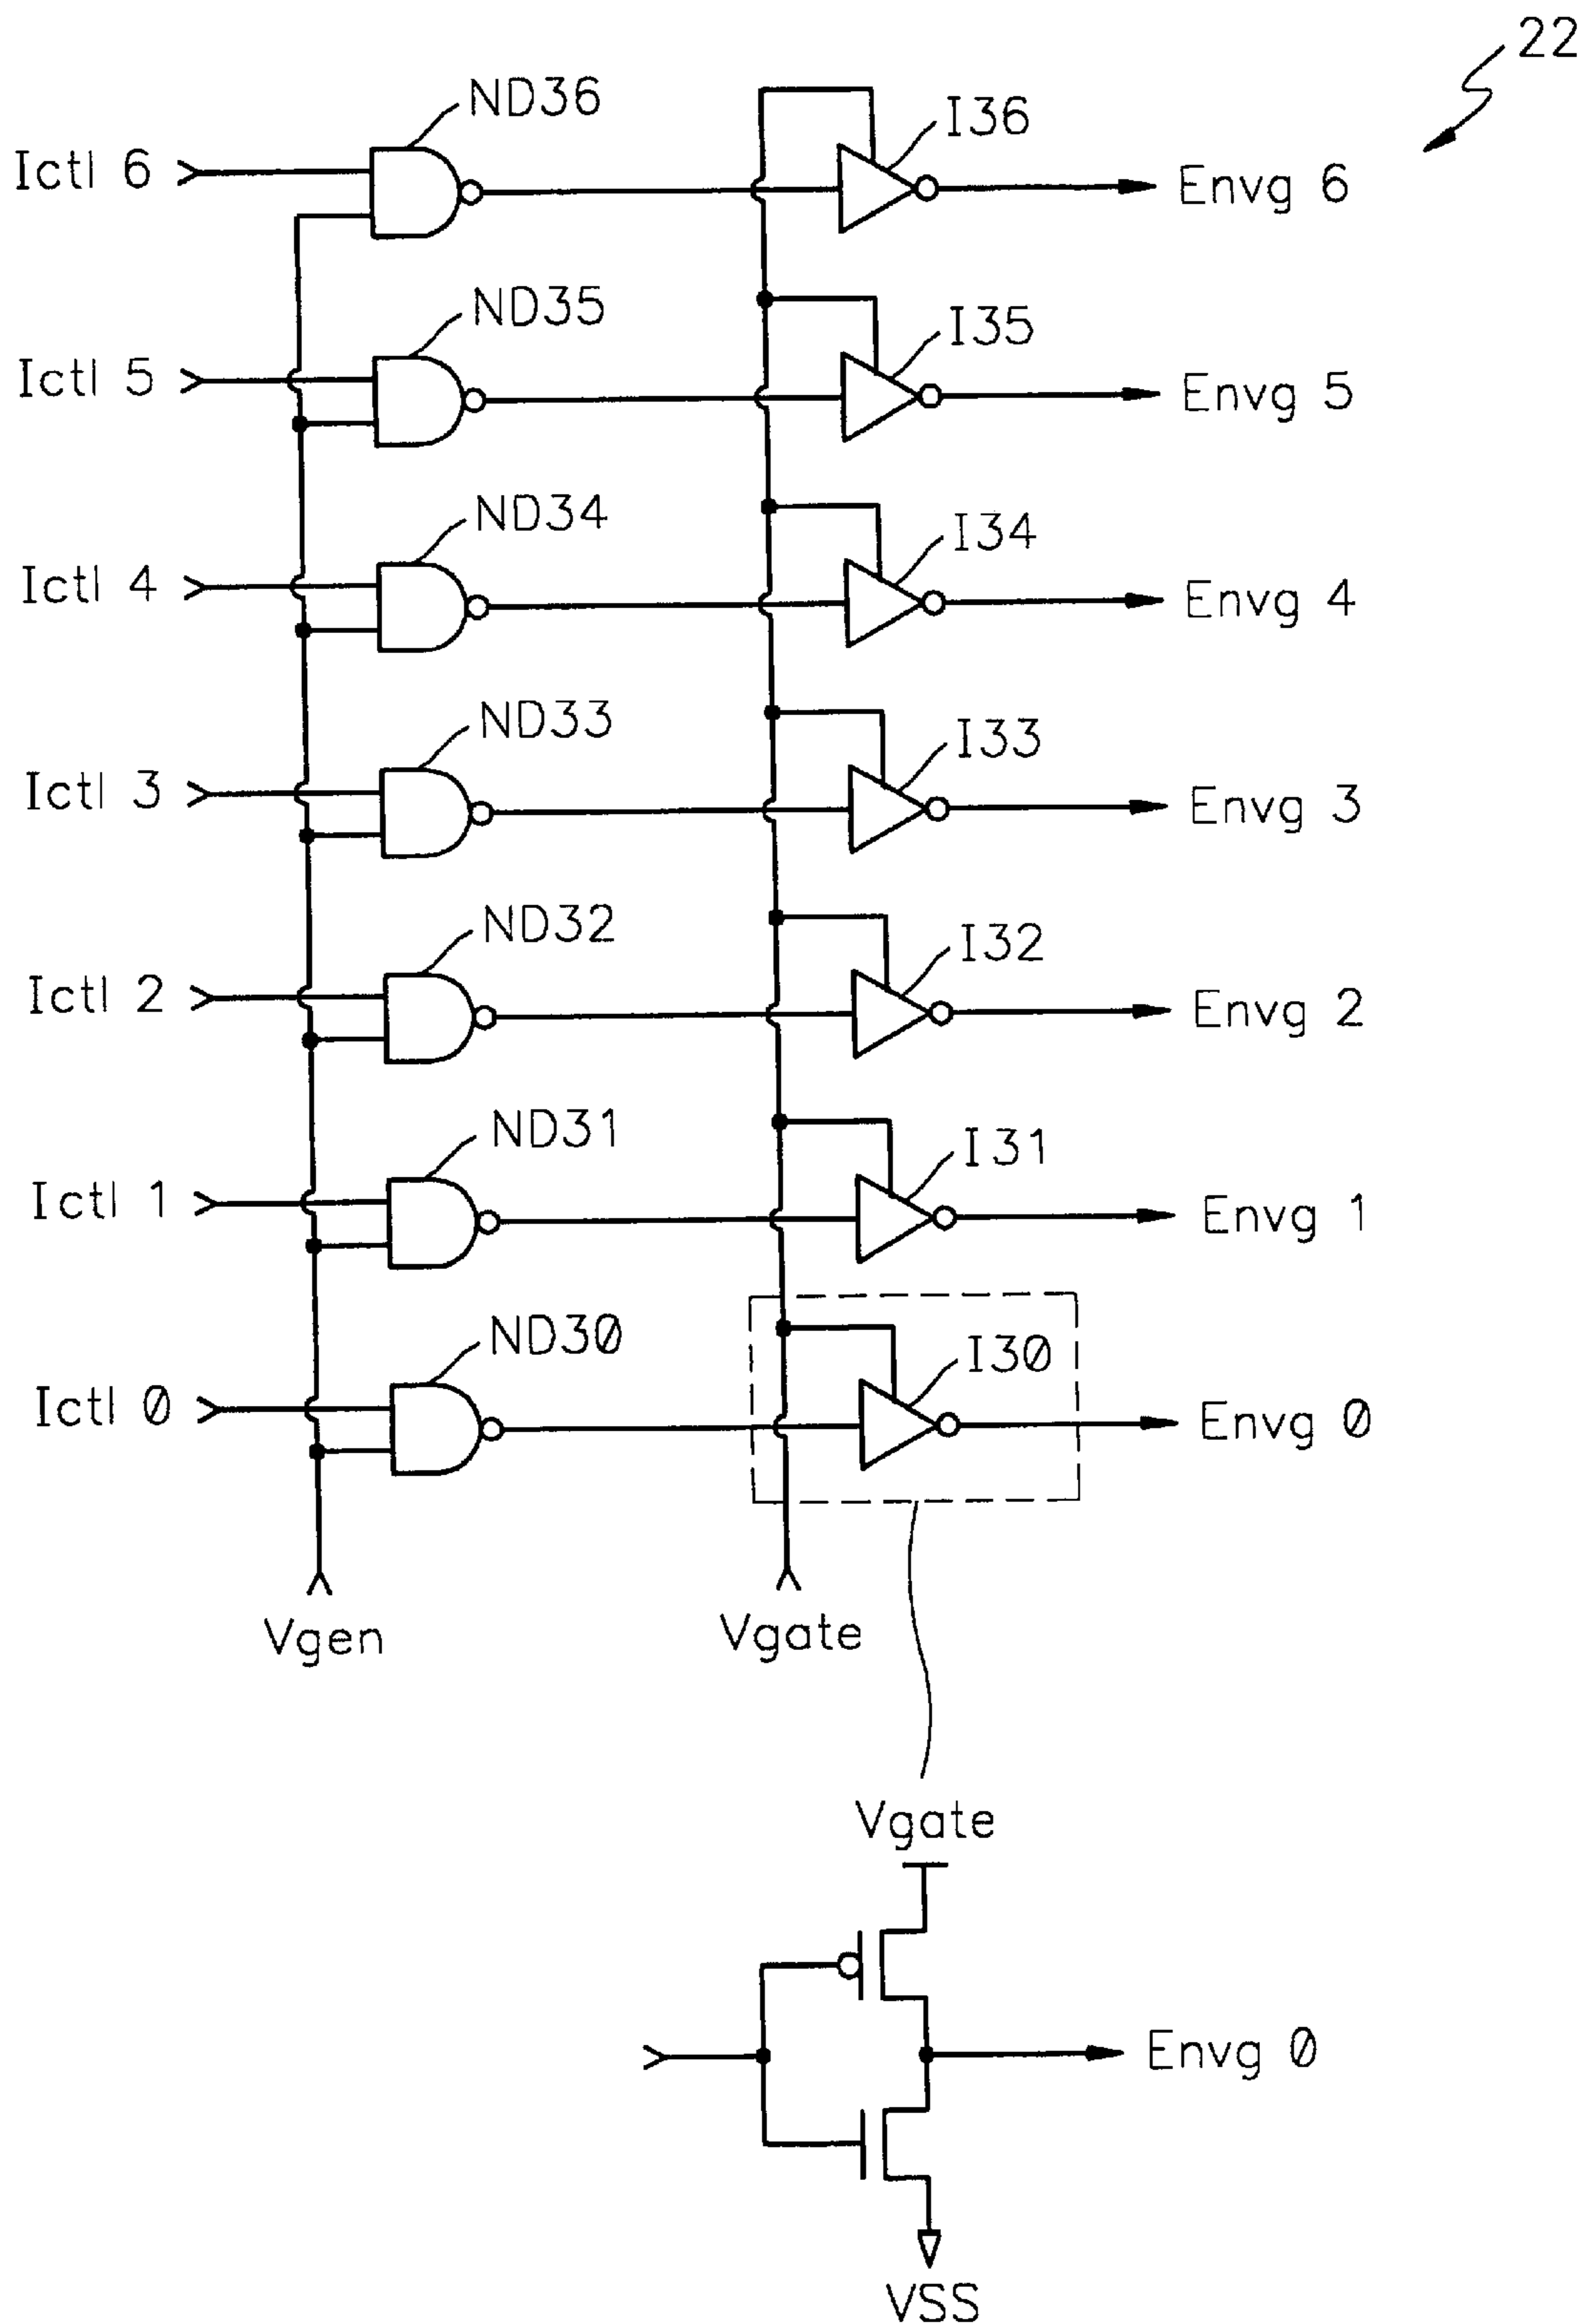 22
ND36
I36
Ictl 6
Envg 6
ND35
I35
Ictl 5
Envg 5
ND34
I34
Ictl 4
Envg 4
ND33
I33
Ictl 3
Envg 3
ND32
I32
Ictl 2
Envg 2
ND31
I31
Ictl 1
Envg 1
ND30
I30
Ictl 0
Envg 0
Vgen
Vgate
Vgate
Envg 0
VSS